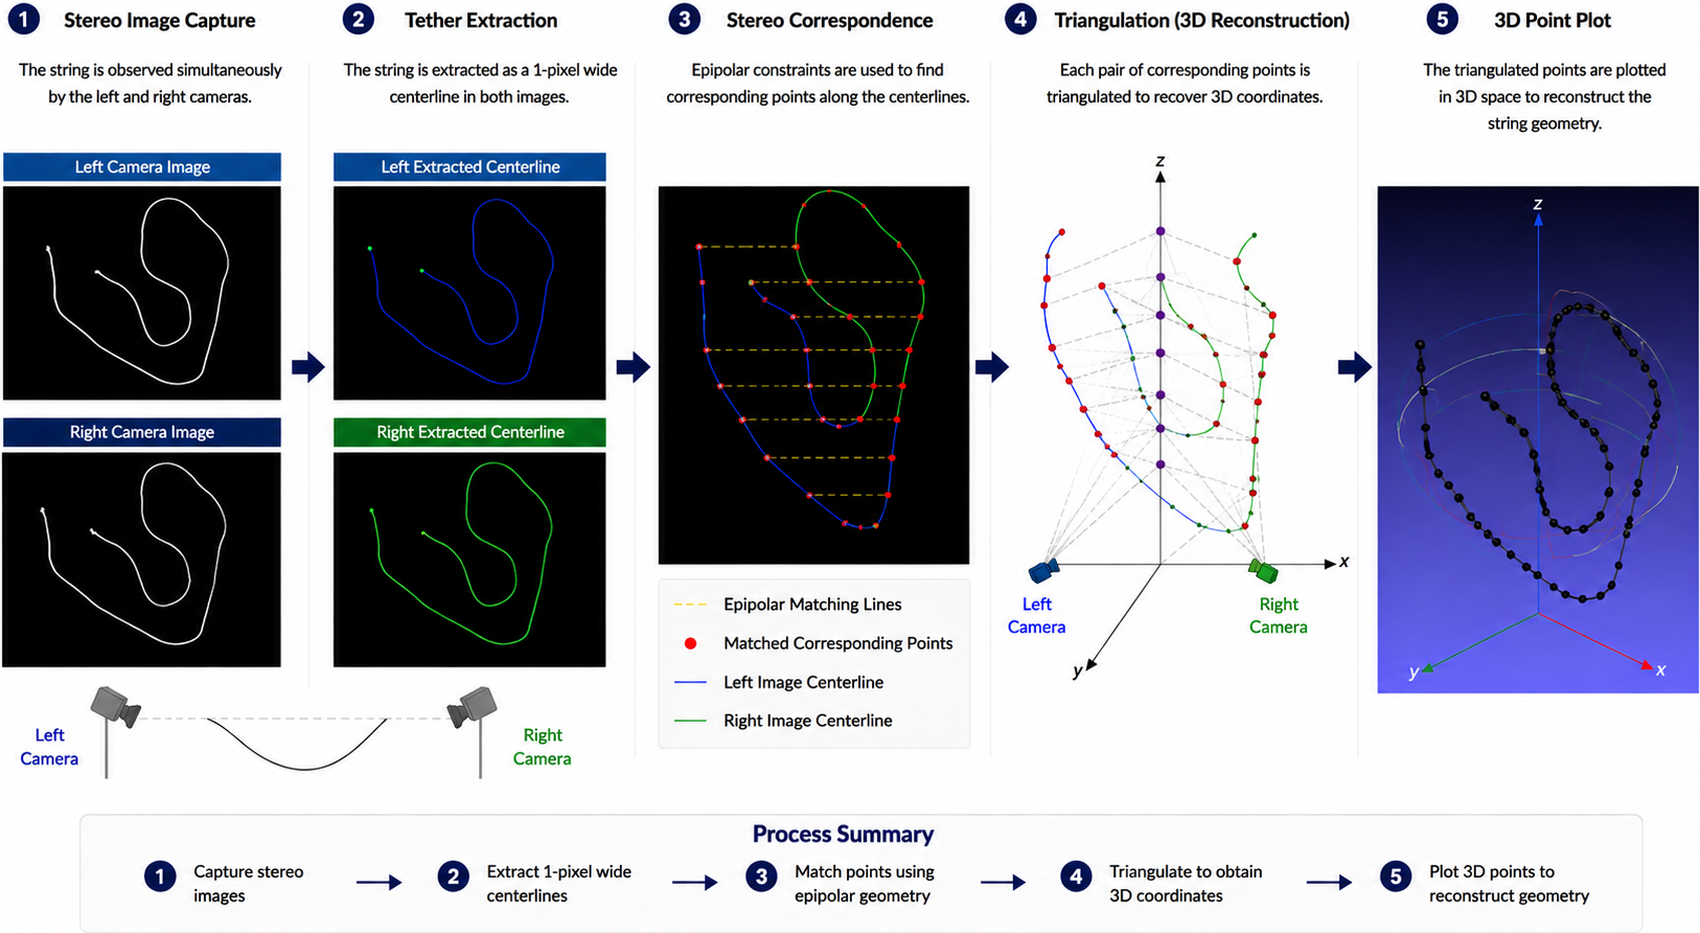 1 Stereo Image Capture
The string is observed simultaneously
by the left and right cameras.
Left Camera Image
Right Camera Image
Left
Camera
Right
Camera
2 Tether Extraction
The string is extracted as a 1-pixel wide
centerline in both images.
Left Extracted Centerline
Right Extracted Centerline
3 Stereo Correspondence
Epipolar constraints are used to find
corresponding points along the centerlines.
Epipolar Matching Lines
Matched Corresponding Points
Left Image Centerline
Right Image Centerline
4 Triangulation (3D Reconstruction)
Each pair of corresponding points is
triangulated to recover 3D coordinates.
z
x
y
Left
Camera
Right
Camera
5 3D Point Plot
The triangulated points are plotted
in 3D space to reconstruct the
string geometry.
z
y
x
Process Summary
1 Capture stereo
images
2 Extract 1-pixel wide
centerlines
3 Match points using
epipolar geometry
4 Triangulate to obtain
3D coordinates
5 Plot 3D points to
reconstruct geometry